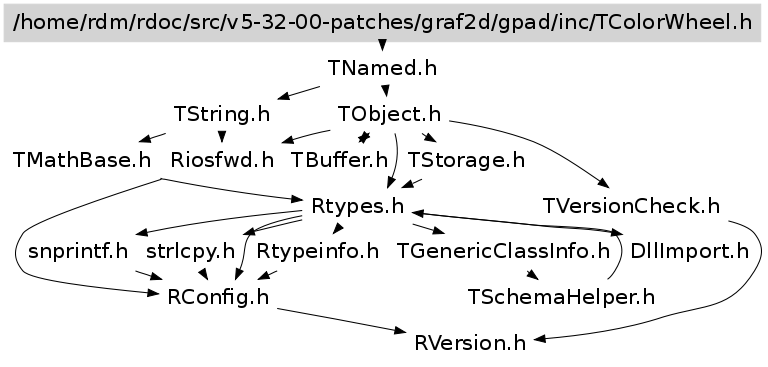 /home/rdm/rdoc/src/v5-32-00-patches/graf2d/gpad/inc/TColorWheel.h
TNamed.h
TString.h
TObject.h
TMathBase.h
Riosfwd.h
TBuffer.h
TStorage.h
Rtypes.h
TVersionCheck.h
snprintf.h
strlcpy.h
Rtypeinfo.h
TGenericClassInfo.h
DllImport.h
RConfig.h
TSchemaHelper.h
RVersion.h